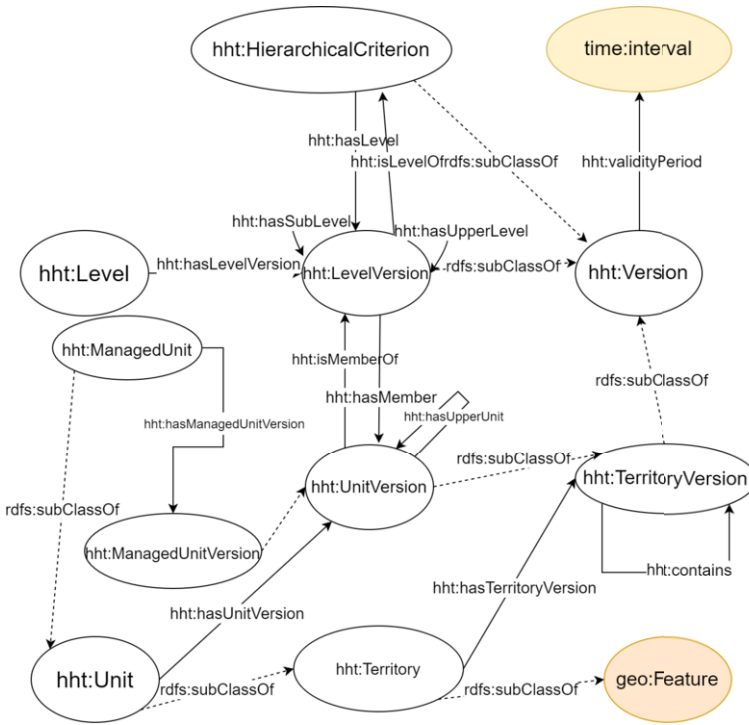 hht:HierarchicalCriterion
time:interval
hht:hasLevel
hht:isLevelOf
rdfs:subClassOf
hht:validityPeriod
hht:hasSubLevel
hht:hasUpperLevel
hht:Level
hht:hasLevelVersion
hht:LevelVersion
rdfs:subClassOf
hht:Version
hht:ManagedUnit
hht:isMemberOf
rdfs:subClassOf
hht:hasMember
hht:hasUpperUnit
hht:hasManagedUnitVersion
rdfs:subClassOf
hht:UnitVersion
hht:TerritoryVersion
rdfs:subClassOf
hht:ManagedUnitVersion
hht:contains
hht:hasTerritoryVersion
hht:hasUnitVersion
hht:Unit
rdfs:subClassOf
hht:Territory
rdfs:subClassOf
geo:Feature